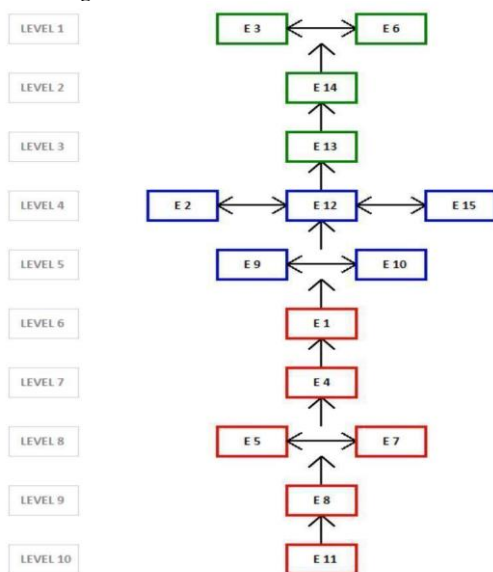 LEVEL 1 E 3 E 6
LEVEL 2 E 14
LEVEL 3 E 13
LEVEL 4 E 2 E 12 E 15
LEVEL 5 E 9 E 10
LEVEL 6 E 1
LEVEL 7 E 4
LEVEL 8 E 5 E 7
LEVEL 9 E 8
LEVEL 10 E 11